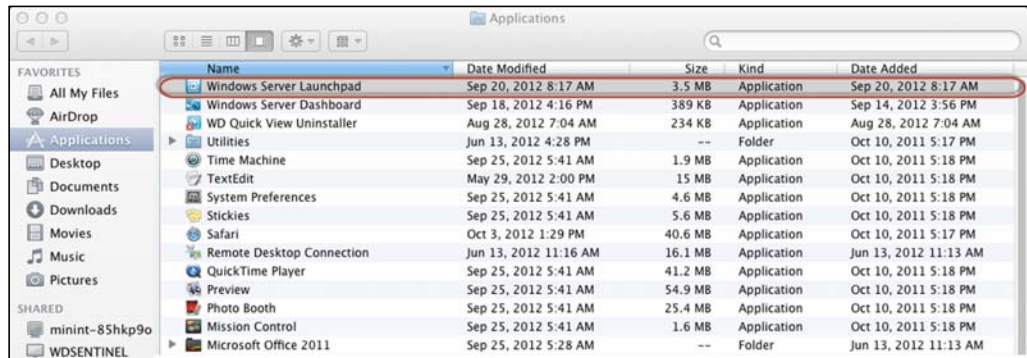 Applications
FAVORITES
All My Files
AirDrop
Applications
Desktop
Documents
Downloads
Movies
Music
Pictures
SHARED
minint-85hkp9o
WDSENTINEL
Name Date Modified Size Kind Date Added
Windows Server Launchpad Sep 20, 2012 8:17 AM 3.5 MB Application Sep 20, 2012 8:17 AM
Windows Server Dashboard Sep 18, 2012 4:16 PM 389 KB Application Sep 14, 2012 3:56 PM
WD Quick View Uninstaller Aug 28, 2012 7:04 AM 234 KB Application Aug 28, 2012 7:04 AM
Utilities Jun 13, 2012 4:28 PM -- Folder Oct 10, 2011 5:17 PM
Time Machine Sep 25, 2012 5:41 AM 1.9 MB Application Oct 10, 2011 5:18 PM
TextEdit May 29, 2012 2:00 PM 15 MB Application Oct 10, 2011 5:18 PM
System Preferences Sep 25, 2012 5:41 AM 4.6 MB Application Oct 10, 2011 5:18 PM
Stickies Sep 25, 2012 5:41 AM 5.6 MB Application Oct 10, 2011 5:18 PM
Safari Oct 3, 2012 1:29 PM 40.6 MB Application Oct 10, 2011 5:17 PM
Remote Desktop Connection Jun 13, 2012 11:16 AM 16.1 MB Application Jun 13, 2012 11:13 AM
QuickTime Player Sep 25, 2012 5:41 AM 41.2 MB Application Oct 10, 2011 5:18 PM
Preview Sep 25, 2012 5:41 AM 54.9 MB Application Oct 10, 2011 5:18 PM
Photo Booth Sep 25, 2012 5:41 AM 25.4 MB Application Oct 10, 2011 5:18 PM
Mission Control Sep 25, 2012 5:41 AM 1.6 MB Application Oct 10, 2011 5:18 PM
Microsoft Office 2011 Sep 25, 2012 5:28 AM -- Folder Jun 13, 2012 11:13 AM